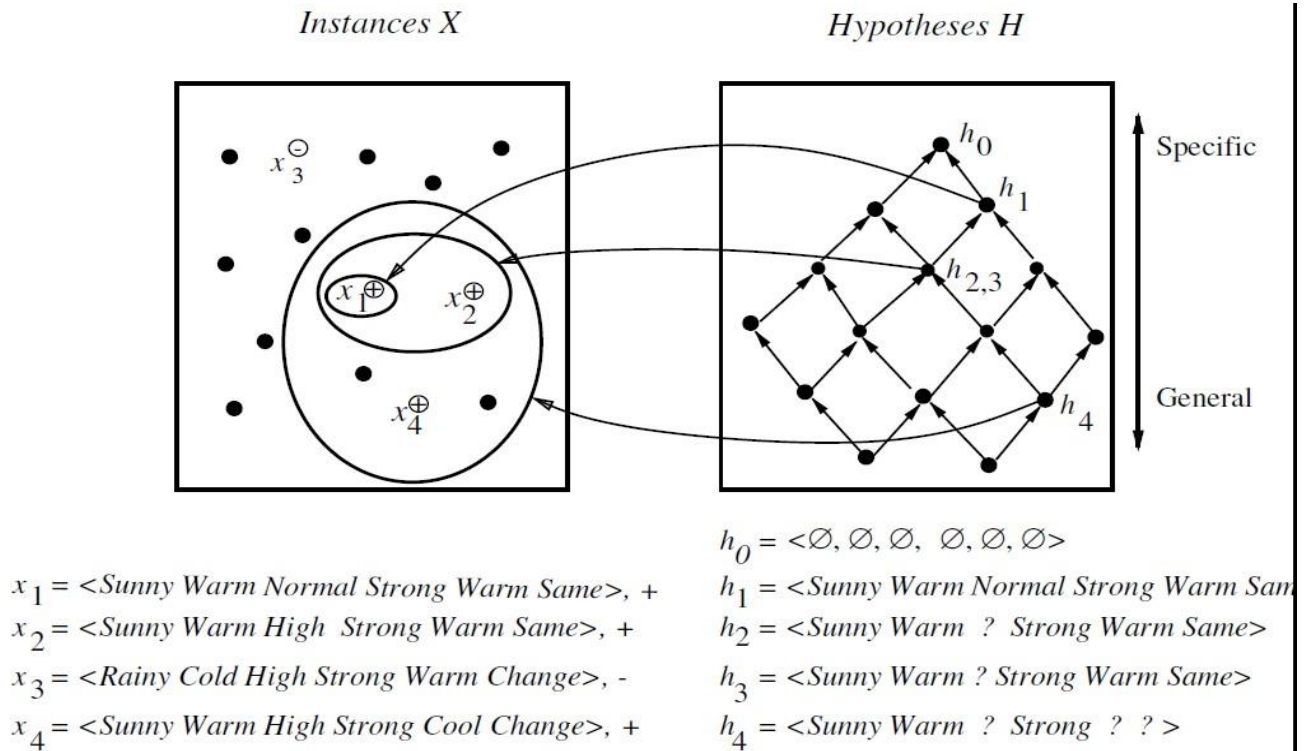 Instances X
Hypotheses H
x3 -
x1 +
x2 +
x4 +
h0
h1
h2,3
h4
Specific
General
h0 = <∅, ∅, ∅, ∅, ∅, ∅>
x1 = <Sunny Warm Normal Strong Warm Same>, +
h1 = <Sunny Warm Normal Strong Warm Sam
x2 = <Sunny Warm High Strong Warm Same>, +
h2 = <Sunny Warm ? Strong Warm Same>
x3 = <Rainy Cold High Strong Warm Change>, -
h3 = <Sunny Warm ? Strong Warm Same>
x4 = <Sunny Warm High Strong Cool Change>, +
h4 = <Sunny Warm ? Strong ? ? >